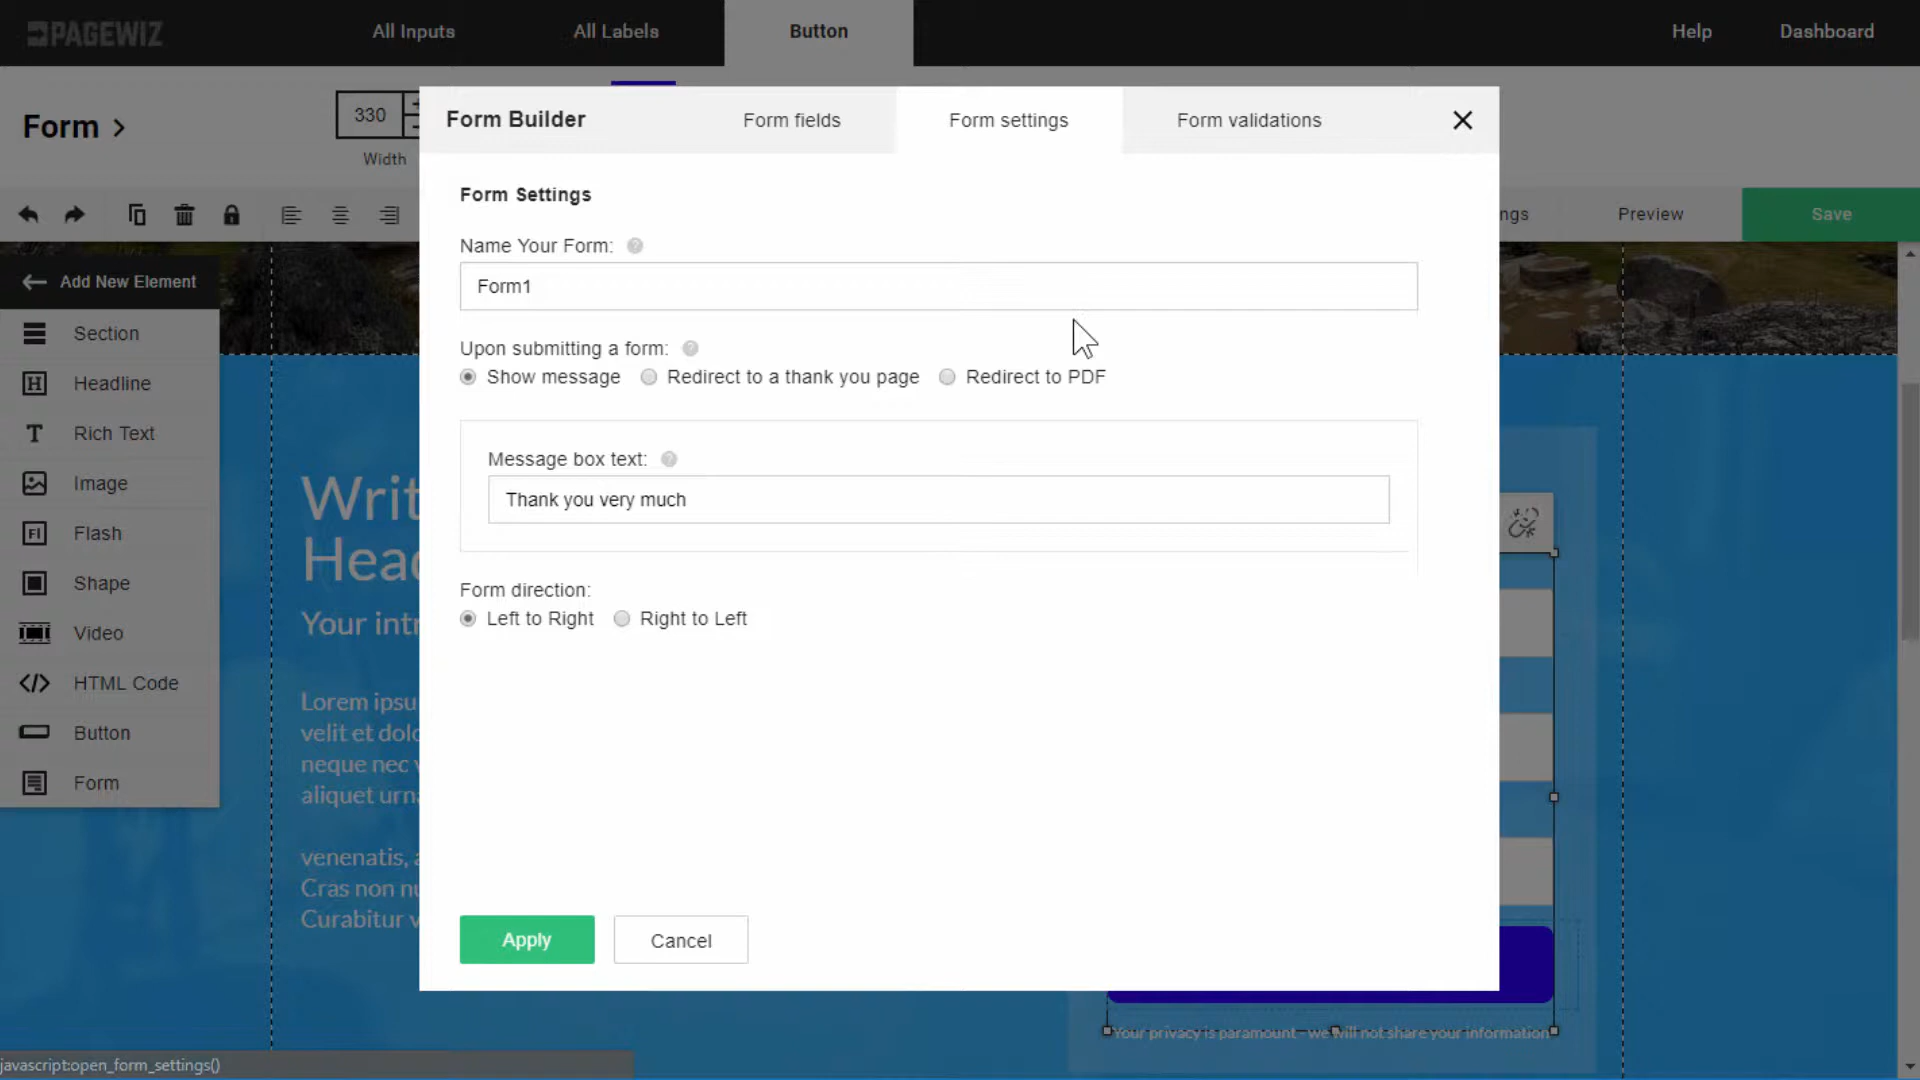 PAGEWIZ
All Inputs
All Labels
Button
Help
Dashboard
Form
330
Width
Form Builder
Form fields
Form settings
Form validations
Preview
Save
Add New Element
Section
Headline
Rich Text
Image
Flash
Shape
Video
HTML Code
Button
Form
Form Settings
Name Your Form:
Form1
Upon submitting a form:
Show message
Redirect to a thank you page
Redirect to PDF
Message box text:
Thank you very much
Form direction:
Left to Right
Right to Left
Apply
Cancel
Writ
Head
Your intr
Lorem ipsu
velit et dolo
neque nec v
aliquet urna
venenatis, a
Cras non nu
Curabitur v
Your privacy is paramount - we will not share your information
javascript:open_form_settings()